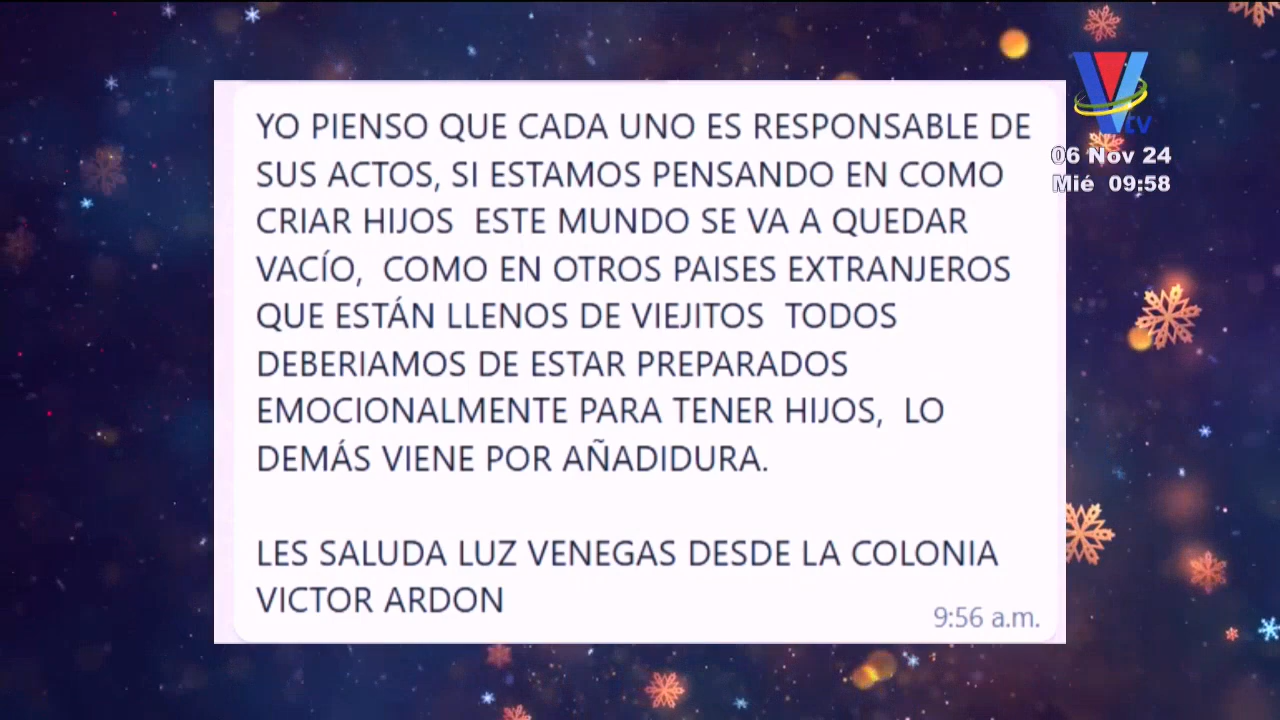 YO PIENSO QUE CADA UNO ES RESPONSABLE DE
SUS ACTOS, SI ESTAMOS PENSANDO EN COMO
CRIAR HIJOS  ESTE MUNDO SE VA A QUEDAR
VACÍO,  COMO EN OTROS PAISES EXTRANJEROS
QUE ESTÁN LLENOS DE VIEJITOS  TODOS
DEBERIAMOS DE ESTAR PREPARADOS
EMOCIONALMENTE PARA TENER HIJOS,  LO
DEMÁS VIENE POR AÑADIDURA.
LES SALUDA LUZ VENEGAS DESDE LA COLONIA
VICTOR ARDON
9:56 a.m.
Vtv
06 Nov 24
Mié  09:58